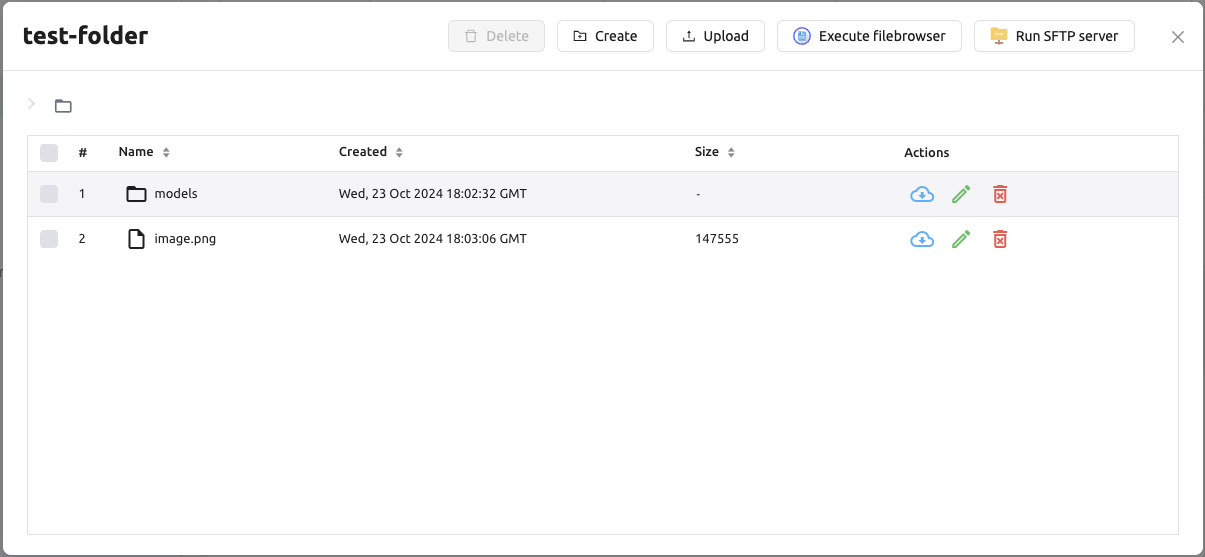 test-folder
Delete
Create
Upload
Execute filebrowser
Run SFTP server
# Name Created Size Actions
1 models Wed, 23 Oct 2024 18:02:32 GMT -
2 image.png Wed, 23 Oct 2024 18:03:06 GMT 147555